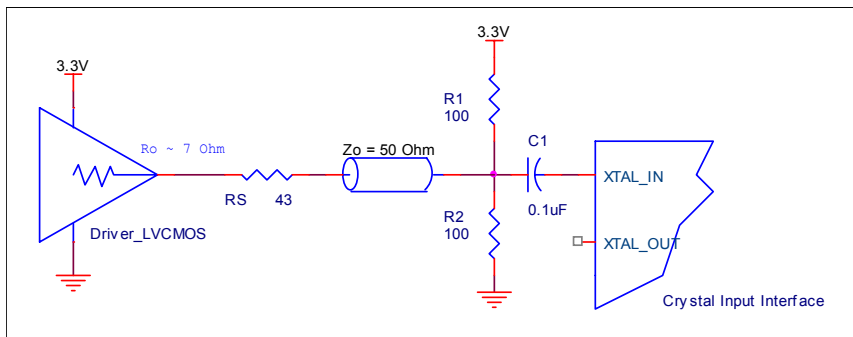 3.3V
3.3V
R1
100
C1
Ro ~ 7 Ohm
Zo = 50 Ohm
XTAL_IN
RS 43
0.1uF
R2
100
Driver_LVCMOS
XTAL_OUT
Crystal Input Interface